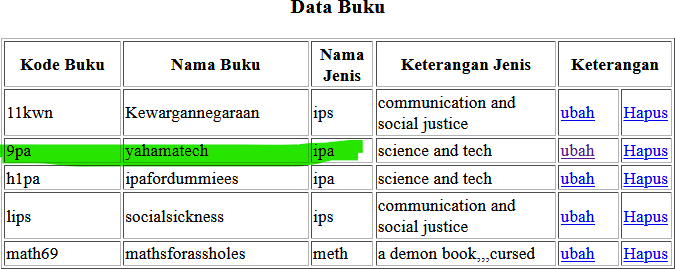 Data Buku
Kode Buku Nama Buku Nama Jenis Keterangan Jenis Keterangan
11kwn Kewargannegaraan ips communication and social justice ubah Hapus
9pa yahamatech ipa science and tech ubah Hapus
h1pa ipafordummiees ipa science and tech ubah Hapus
lips socialsickness ips communication and social justice ubah Hapus
math69 mathsforassholes meth a demon book,,,cursed ubah Hapus